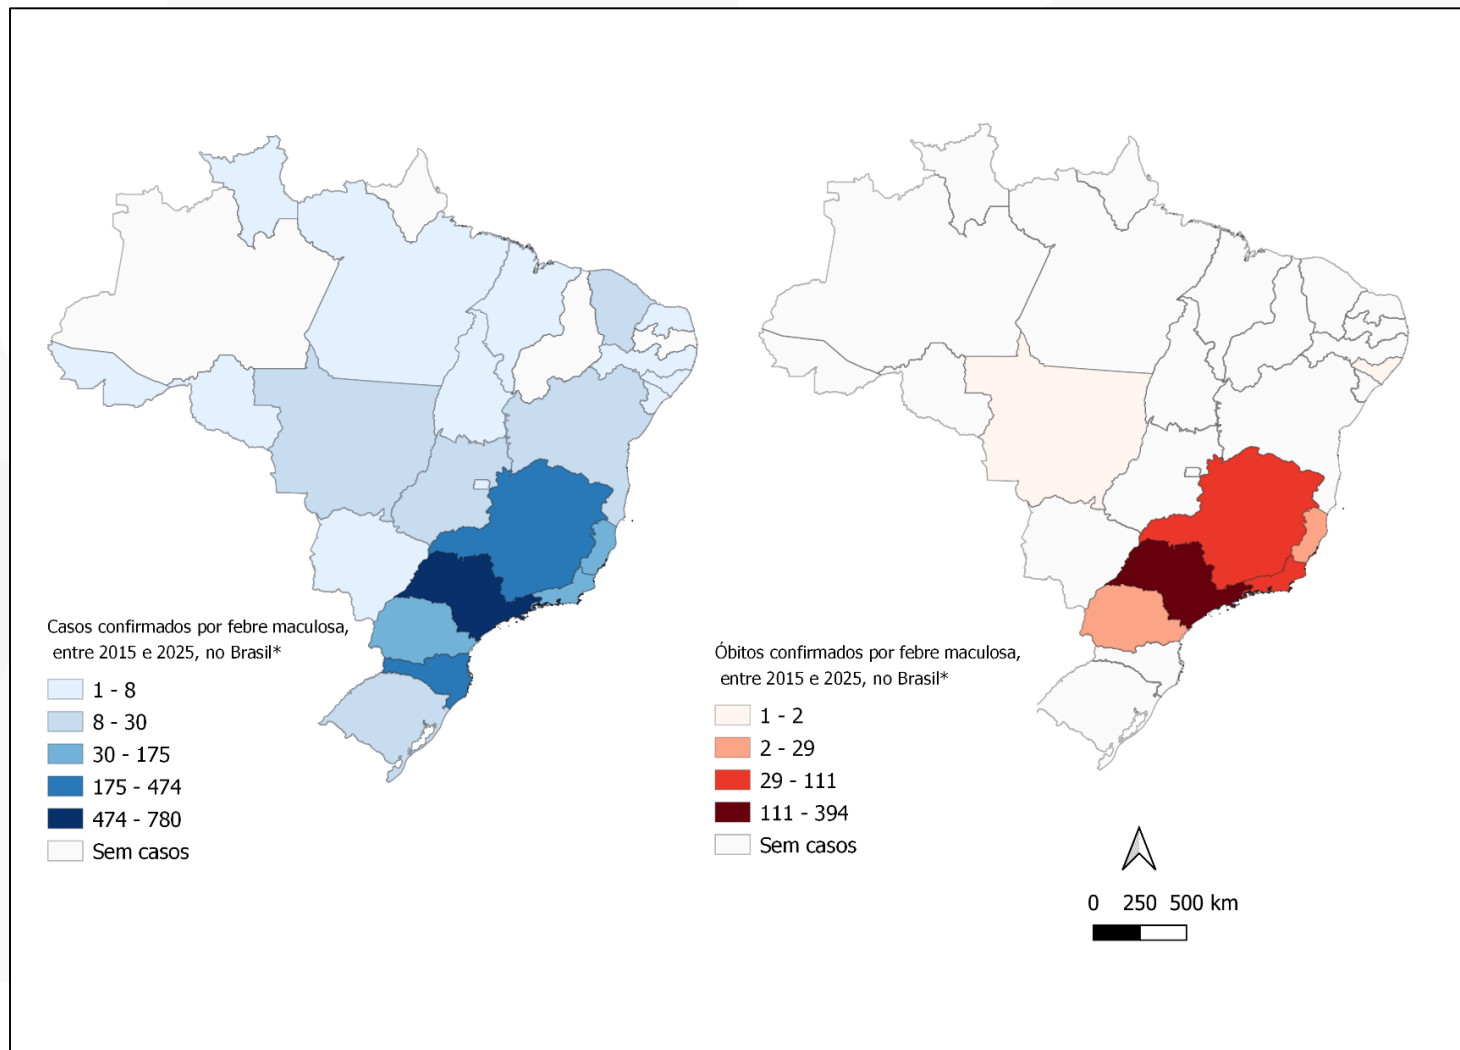 Casos confirmados por febre maculosa,
entre 2015 e 2025, no Brasil*
1 - 8
8 - 30
30 - 175
175 - 474
474 - 780
Sem casos
Óbitos confirmados por febre maculosa,
entre 2015 e 2025, no Brasil*
1 - 2
2 - 29
29 - 111
111 - 394
Sem casos
0 250 500 km